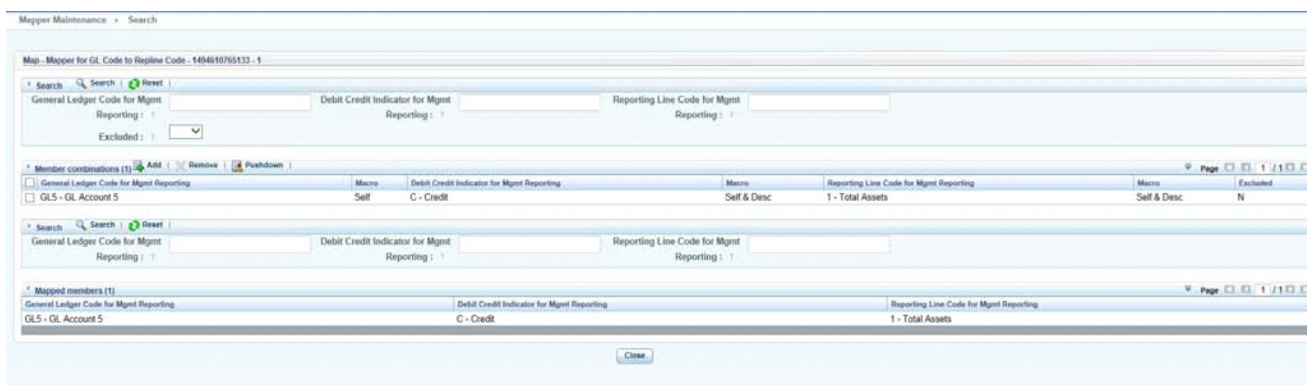 Mapper Maintenance > Search
Map - Mapper for GL Code to Repline Code - 1494610765133 - 1
Search Search | Reset |
General Ledger Code for Mgmt Reporting : Debit Credit Indicator for Mgmt Reporting : Reporting Line Code for Mgmt Reporting :
Excluded :
Member combinations (1) Add | Remove | Pushdown | Page 1 / 1
General Ledger Code for Mgmt Reporting Macro Debit Credit Indicator for Mgmt Reporting Macro Reporting Line Code for Mgmt Reporting Macro Excluded
GL5 - GL Account 5 Self C - Credit Self & Desc 1 - Total Assets Self & Desc N
Search Search | Reset |
General Ledger Code for Mgmt Reporting : Debit Credit Indicator for Mgmt Reporting : Reporting Line Code for Mgmt Reporting :
Mapped members (1) Page 1 / 1
General Ledger Code for Mgmt Reporting Debit Credit Indicator for Mgmt Reporting Reporting Line Code for Mgmt Reporting
GL5 - GL Account 5 C - Credit 1 - Total Assets
Close